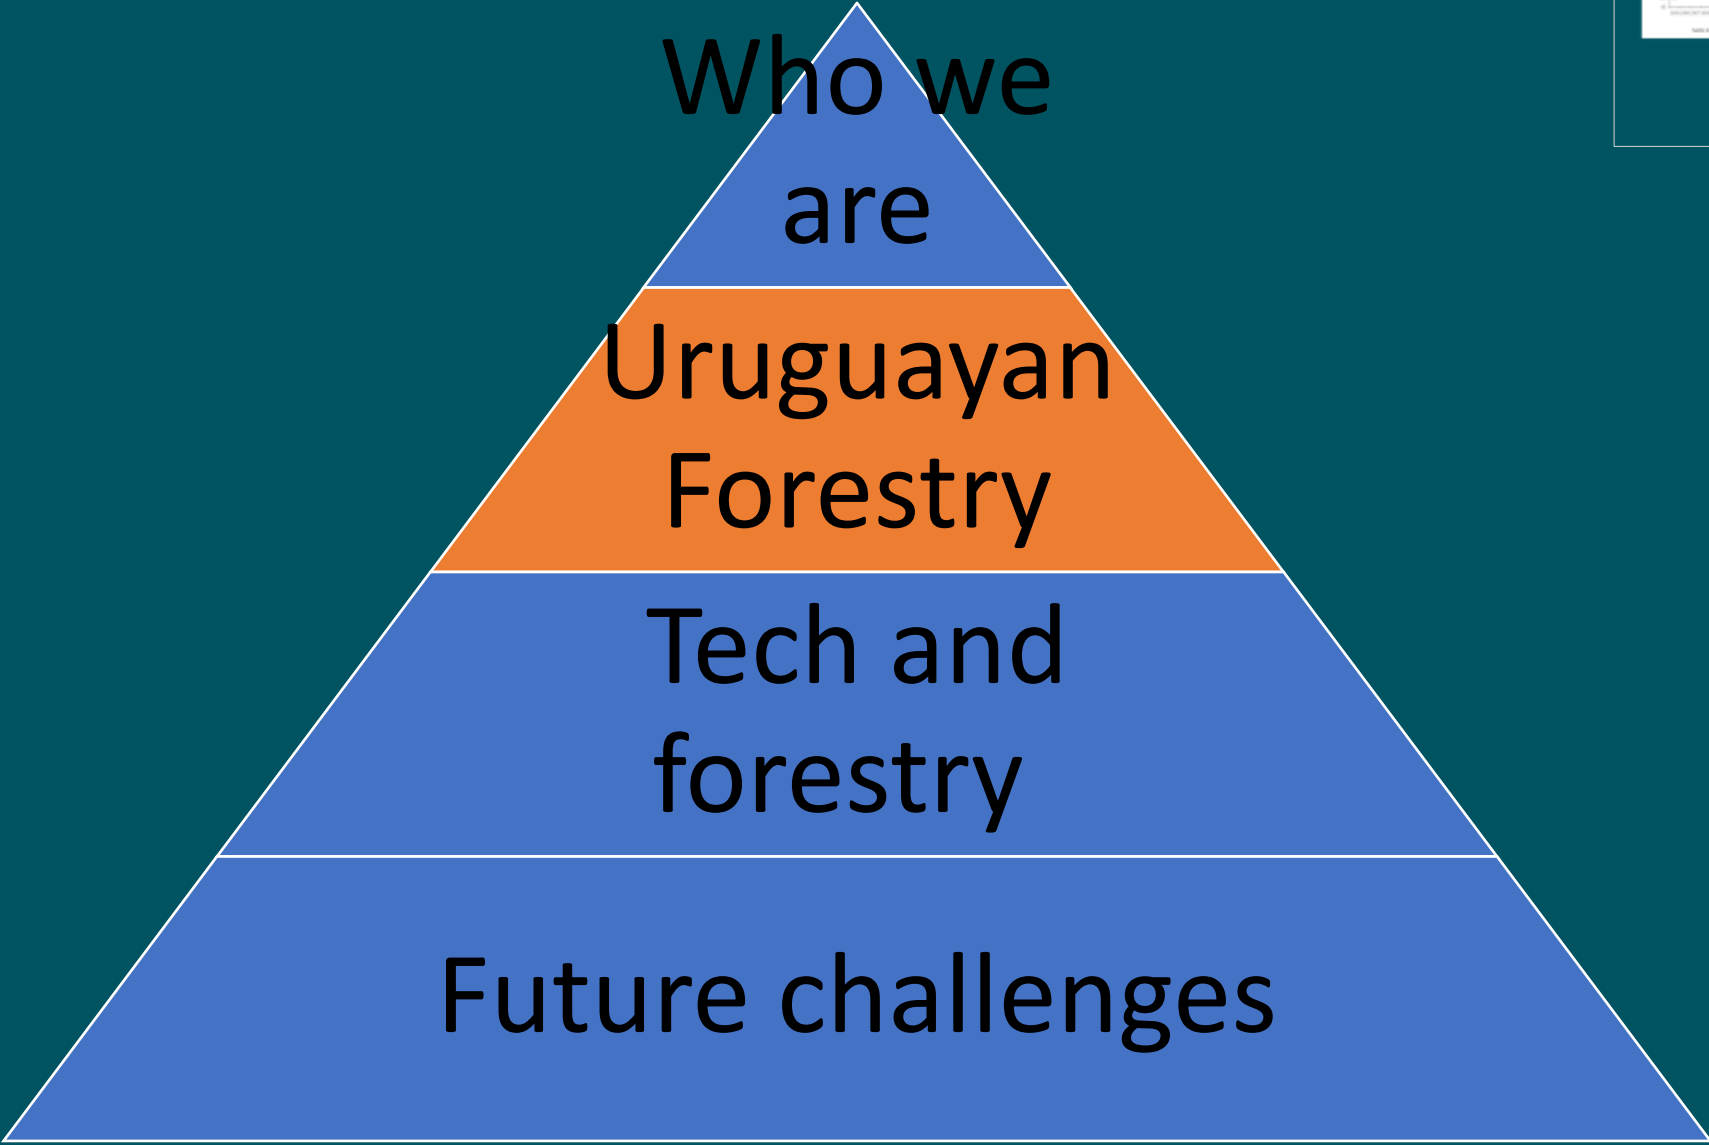 Who we
are
Uruguayan
Forestry
Tech and
forestry
Future challenges